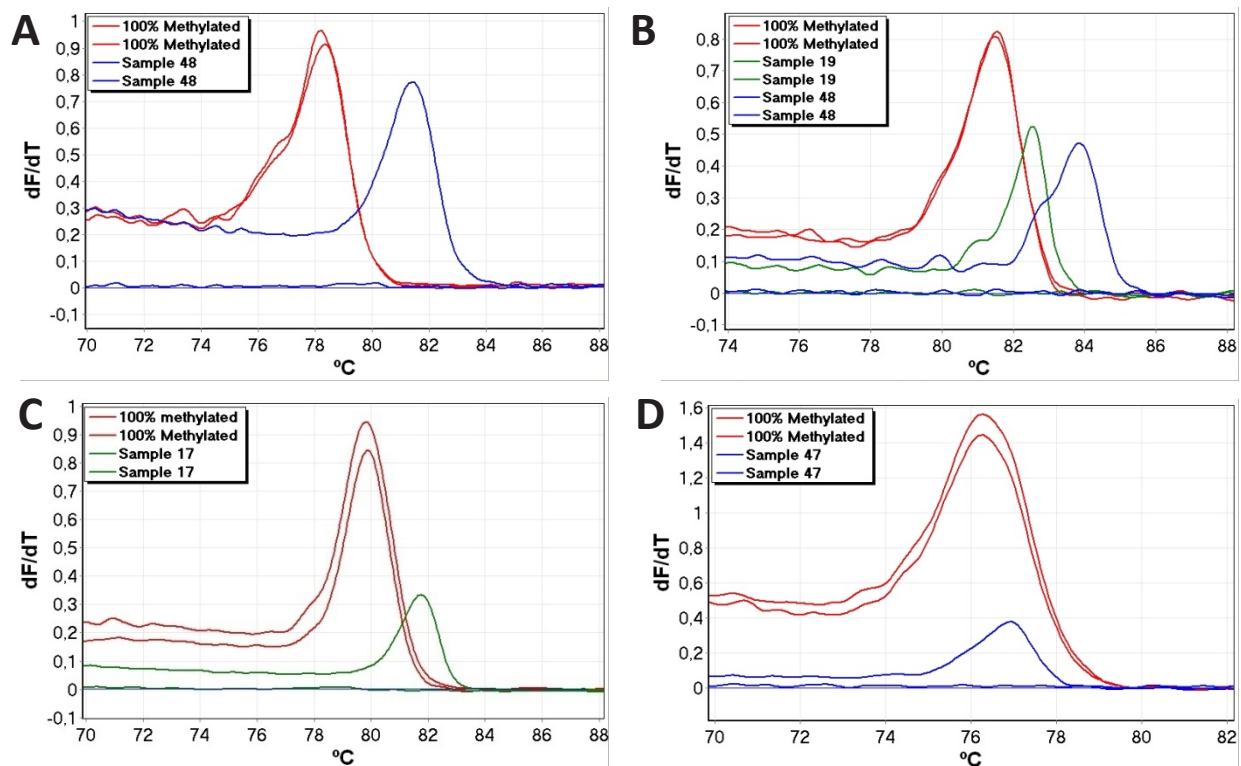 A
1
0,9
0,8
0,7
0,6
0,5
0,4
0,3
0,2
0,1
0
-0,1
dF/dT
100% Methylated
100% Methylated
Sample 48
Sample 48
70 72 74 76 78 80 82 84 86 88
ºC
B
0,8
0,7
0,6
0,5
0,4
0,3
0,2
0,1
0
-0,1
dF/dT
100% Methylated
100% Methylated
Sample 19
Sample 19
Sample 48
Sample 48
74 76 78 80 82 84 86 88
ºC
C
1
0,9
0,8
0,7
0,6
0,5
0,4
0,3
0,2
0,1
0
-0,1
dF/dT
100% methylated
100% Methylated
Sample 17
Sample 17
70 72 74 76 78 80 82 84 86 88
ºC
D
1,6
1,4
1,2
1
0,8
0,6
0,4
0,2
0
dF/dT
100% Methylated
100% Methylated
Sample 47
Sample 47
70 72 74 76 78 80 82
ºC